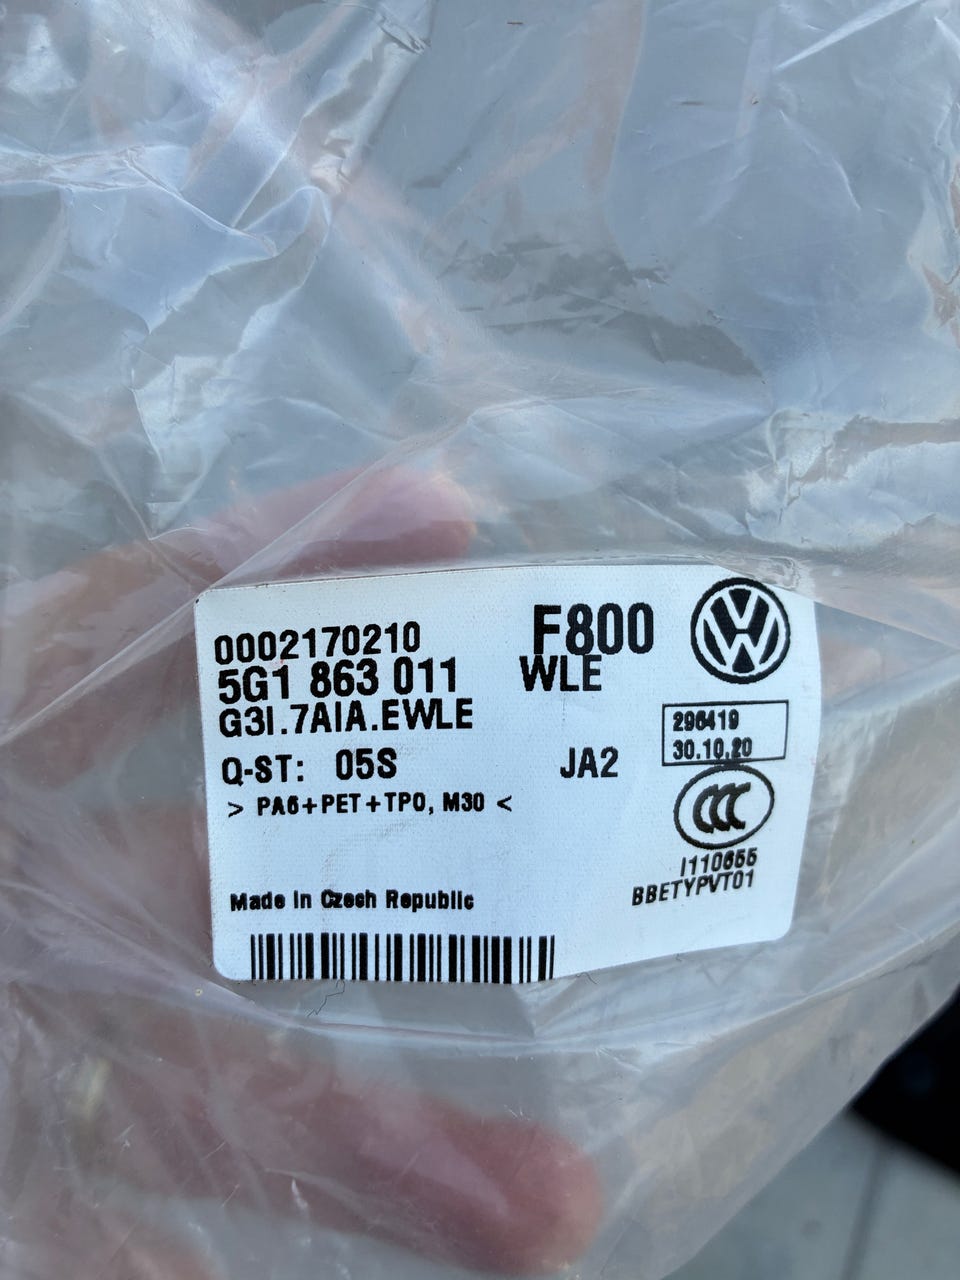 0002170210
F800
5G1 863 011
WLE
G3I.7AIA.EWLE
296419
Q-ST: 05S
JA2
30.10.20
> PA6+PET+TPO, M30 <
CCC
I110655
BBETYPVT01
Made in Czech Republic